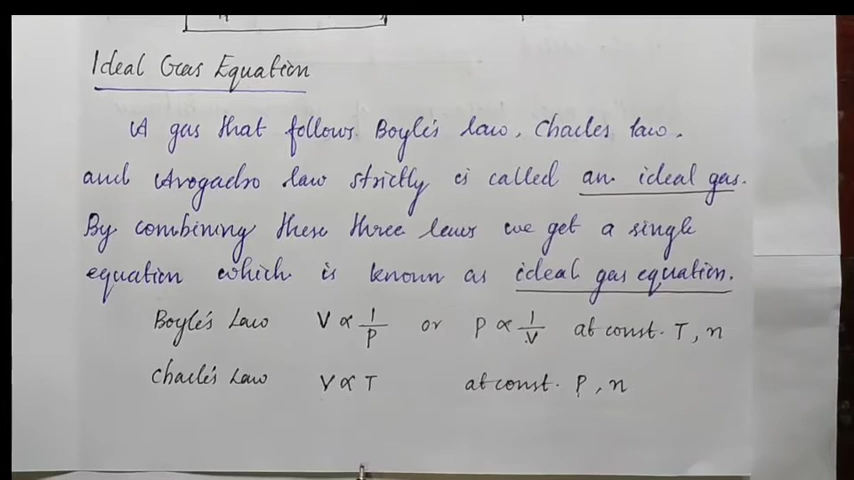 Ideal Gas Equation
A gas that follows Boyle's law, Charles law,
and Avogadro law strictly is called an ideal gas.
By combining these three laws we get a single
equation which is known as ideal gas equation.
Boyle's Law V ∝ 1/P or P ∝ 1/V at const. T, n
Charle's Law V ∝ T at const. P, n